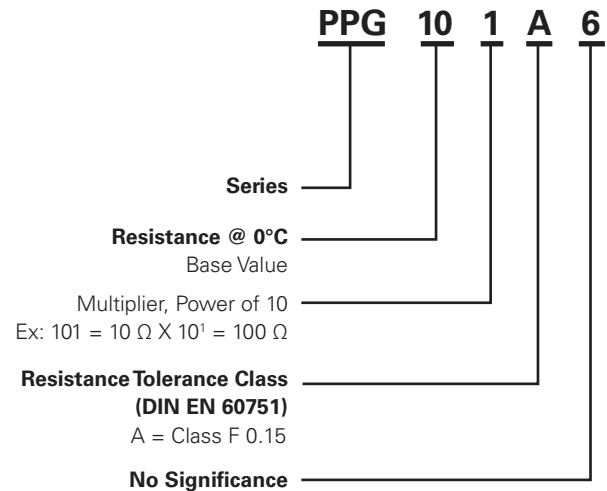 PPG 10 1 A 6
Series
Resistance @ 0°C
Base Value
Multiplier, Power of 10
Ex: 101 = 10 Ω X 10¹ = 100 Ω
Resistance Tolerance Class
(DIN EN 60751)
A = Class F 0.15
No Significance